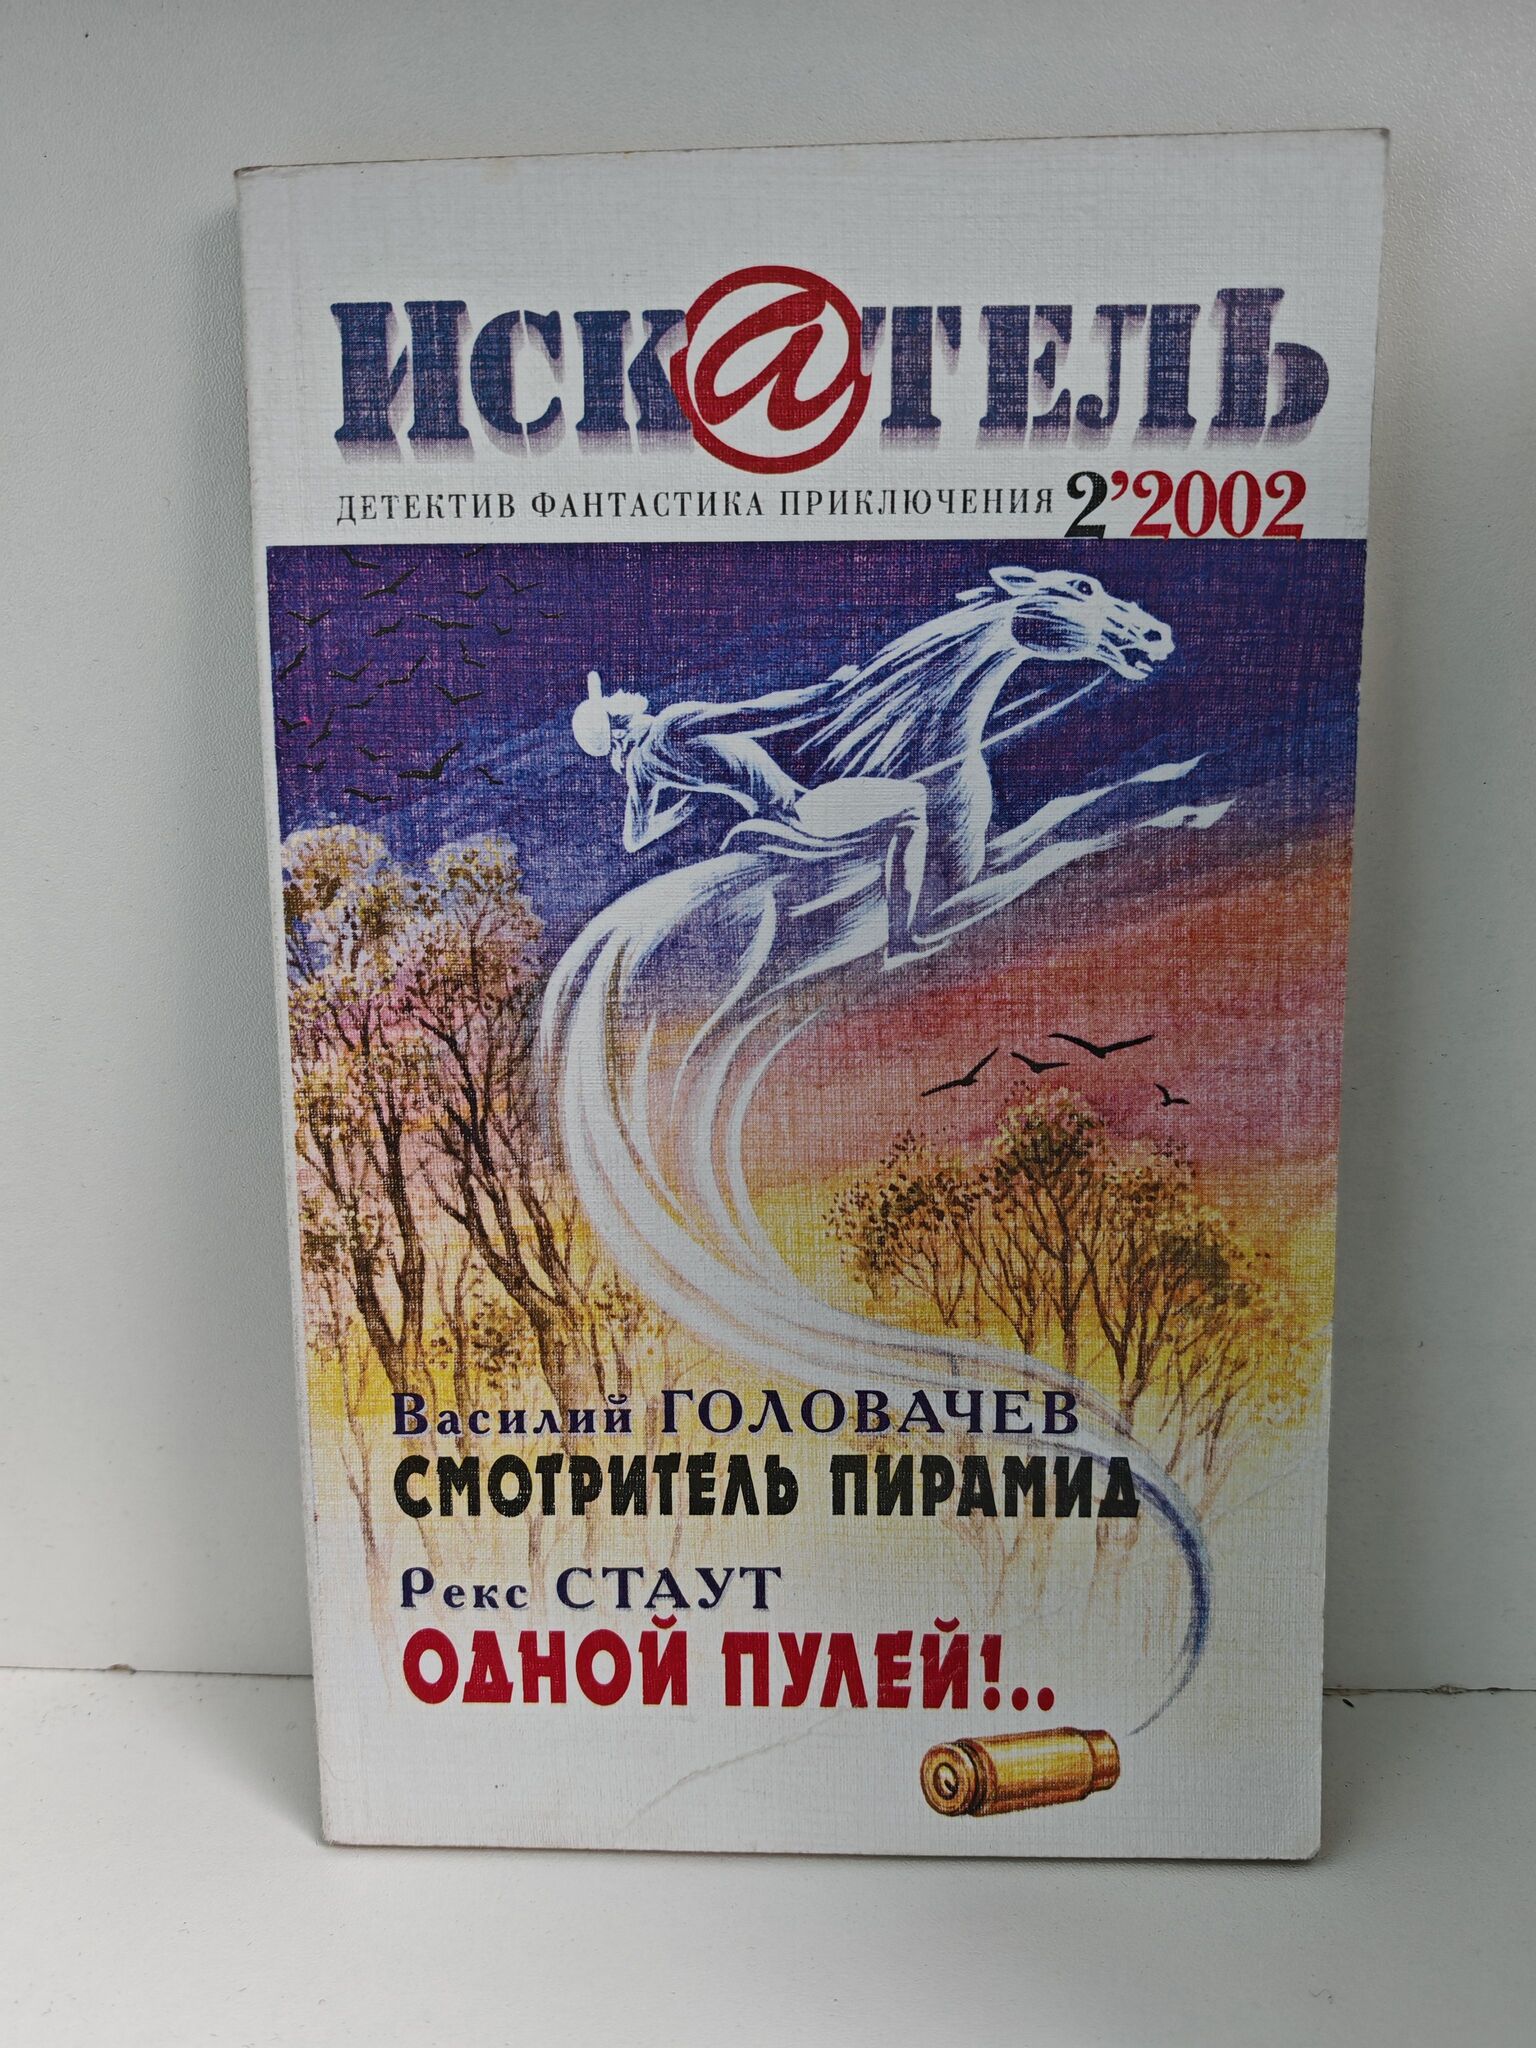 ИСК@ТЕЛЬ
ДЕТЕКТИВ ФАНТАСТИКА ПРИКЛЮЧЕНИЯ 2'2002
Василий ГОЛОВАЧЕВ
СМОТРИТЕЛЬ ПИРАМИД
Рекс СТАУТ
ОДНОЙ ПУЛЕЙ!..